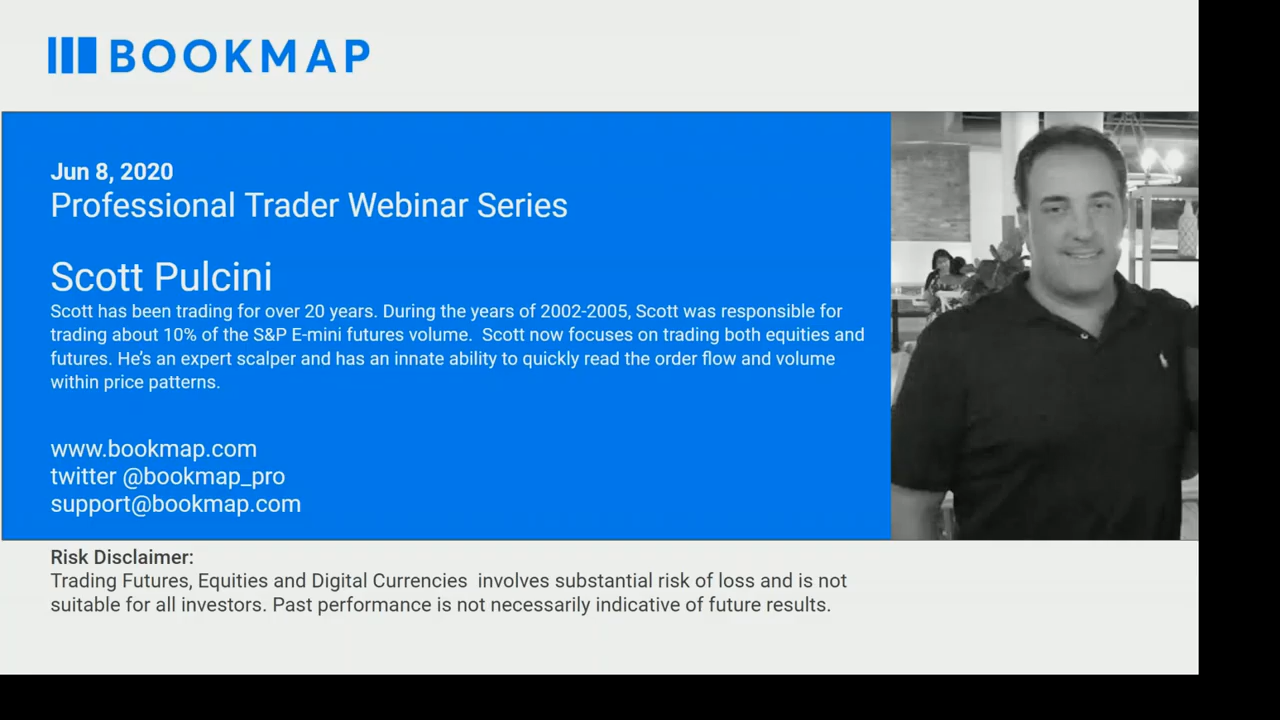 BOOKMAP
Jun 8, 2020
Professional Trader Webinar Series
Scott Pulcini
Scott has been trading for over 20 years. During the years of 2002-2005, Scott was responsible for
trading about 10% of the S&P E-mini futures volume.  Scott now focuses on trading both equities and
futures. He's an expert scalper and has an innate ability to quickly read the order flow and volume
within price patterns.
www.bookmap.com
twitter @bookmap_pro
support@bookmap.com
Risk Disclaimer:
Trading Futures, Equities and Digital Currencies  involves substantial risk of loss and is not
suitable for all investors. Past performance is not necessarily indicative of future results.